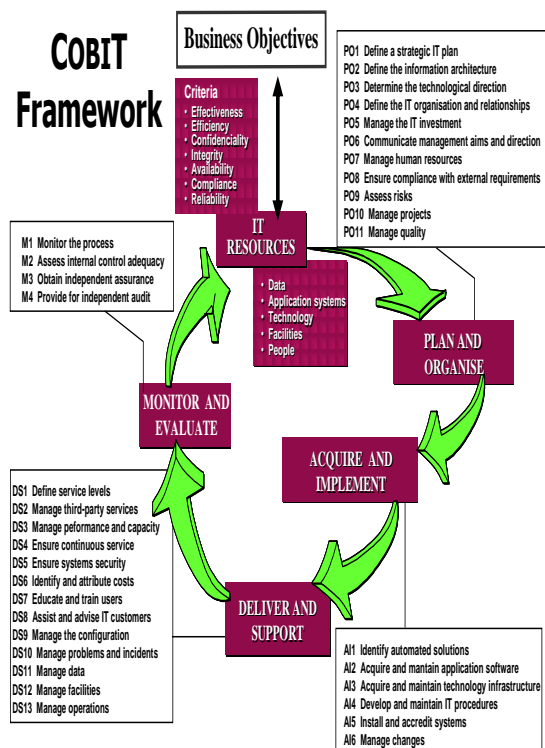 COBIT
Framework
Business Objectives
Criteria
• Effectiveness
• Efficiency
• Confidenciality
• Integrity
• Availability
• Compliance
• Reliability
PO1 Define a strategic IT plan
PO2 Define the information architecture
PO3 Determine the technological direction
PO4 Define the IT organisation and relationships
PO5 Manage the IT investment
PO6 Communicate management aims and direction
PO7 Manage human resources
PO8 Ensure compliance with external requirements
PO9 Assess risks
PO10 Manage projects
PO11 Manage quality
IT
RESOURCES
• Data
• Application systems
• Technology
• Facilities
• People
M1 Monitor the process
M2 Assess internal control adequacy
M3 Obtain independent assurance
M4 Provide for independent audit
PLAN AND
ORGANISE
MONITOR AND
EVALUATE
ACQUIRE AND
IMPLEMENT
DS1 Define service levels
DS2 Manage third-party services
DS3 Manage peformance and capacity
DS4 Ensure continuous service
DS5 Ensure systems security
DS6 Identify and attribute costs
DS7 Educate and train users
DS8 Assist and advise IT customers
DS9 Manage the configuration
DS10 Manage problems and incidents
DS11 Manage data
DS12 Manage facilities
DS13 Manage operations
DELIVER AND
SUPPORT
AI1 Identify automated solutions
AI2 Acquire and mantain application software
AI3 Acquire and maintain technology infrastructure
AI4 Develop and maintain IT procedures
AI5 Install and accredit systems
AI6 Manage changes